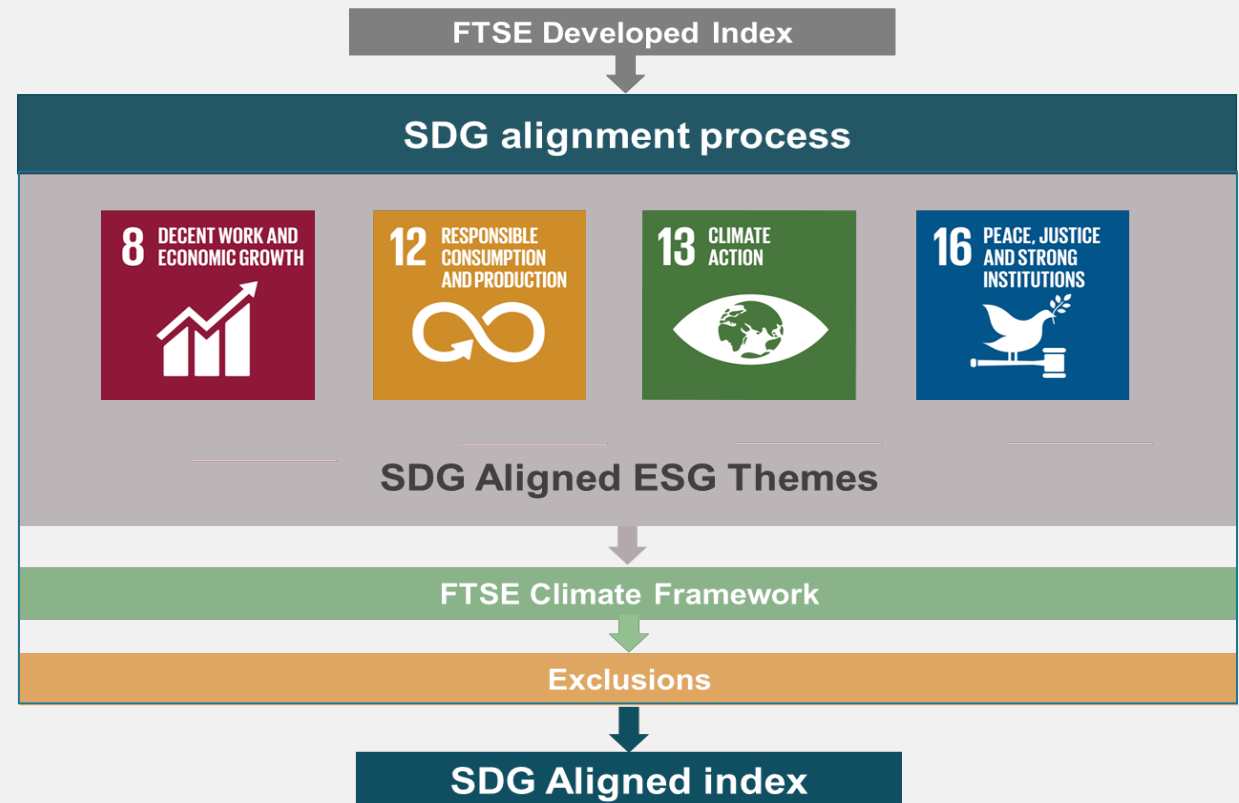 FTSE Developed Index
SDG alignment process
8 DECENT WORK AND
ECONOMIC GROWTH
12 RESPONSIBLE
CONSUMPTION
AND PRODUCTION
13 CLIMATE
ACTION
16 PEACE, JUSTICE
AND STRONG
INSTITUTIONS
SDG Aligned ESG Themes
FTSE Climate Framework
Exclusions
SDG Aligned index